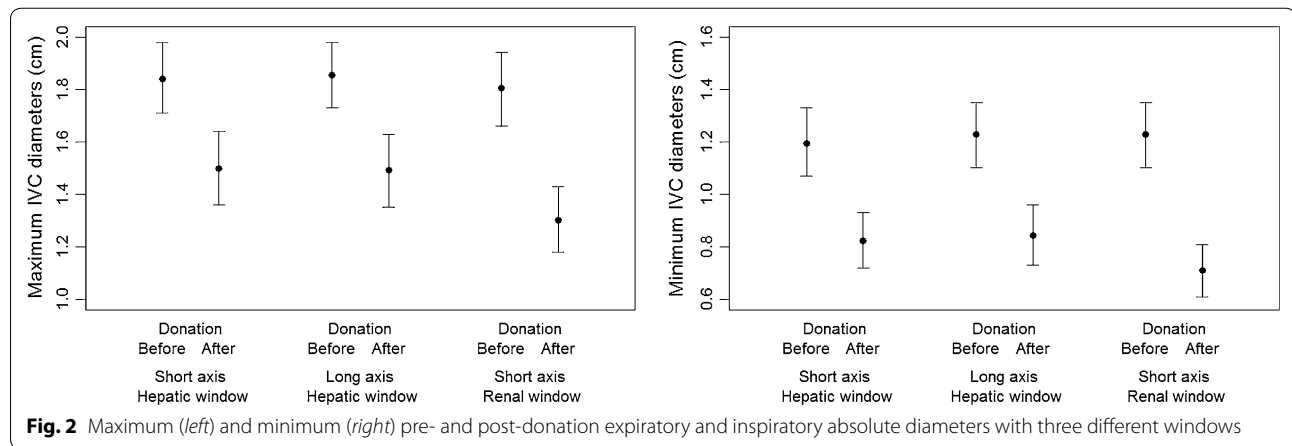 Maximum IVC diameters (cm)
2.0
1.8
1.6
1.4
1.2
1.0
Donation
Before After
Short axis
Hepatic window
Donation
Before After
Long axis
Hepatic window
Donation
Before After
Short axis
Renal window
Minimum IVC diameters (cm)
1.6
1.4
1.2
1.0
0.8
0.6
Donation
Before After
Short axis
Hepatic window
Donation
Before After
Long axis
Hepatic window
Donation
Before After
Short axis
Renal window
Fig. 2 Maximum (left) and minimum (right) pre- and post-donation expiratory and inspiratory absolute diameters with three different windows